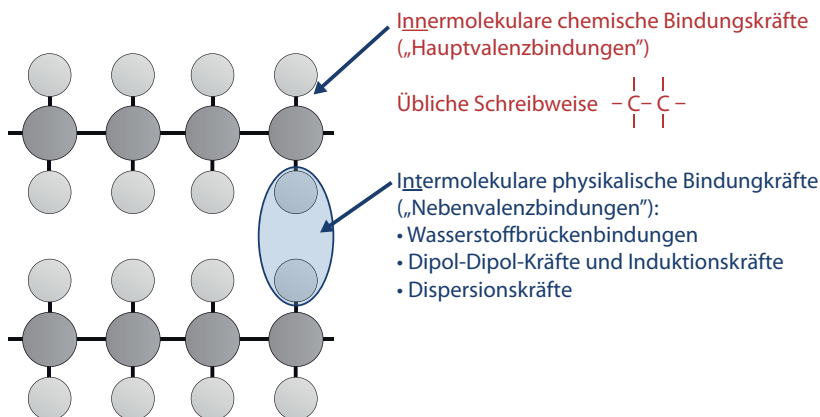 Innermolekulare chemische Bindungskräfte
(„Hauptvalenzbindungen”)
Übliche Schreibweise – C – C –
Intermolekulare physikalische Bindungkräfte
(„Nebenvalenzbindungen”):
• Wasserstoffbrückenbindungen
• Dipol-Dipol-Kräfte und Induktionskräfte
• Dispersionskräfte